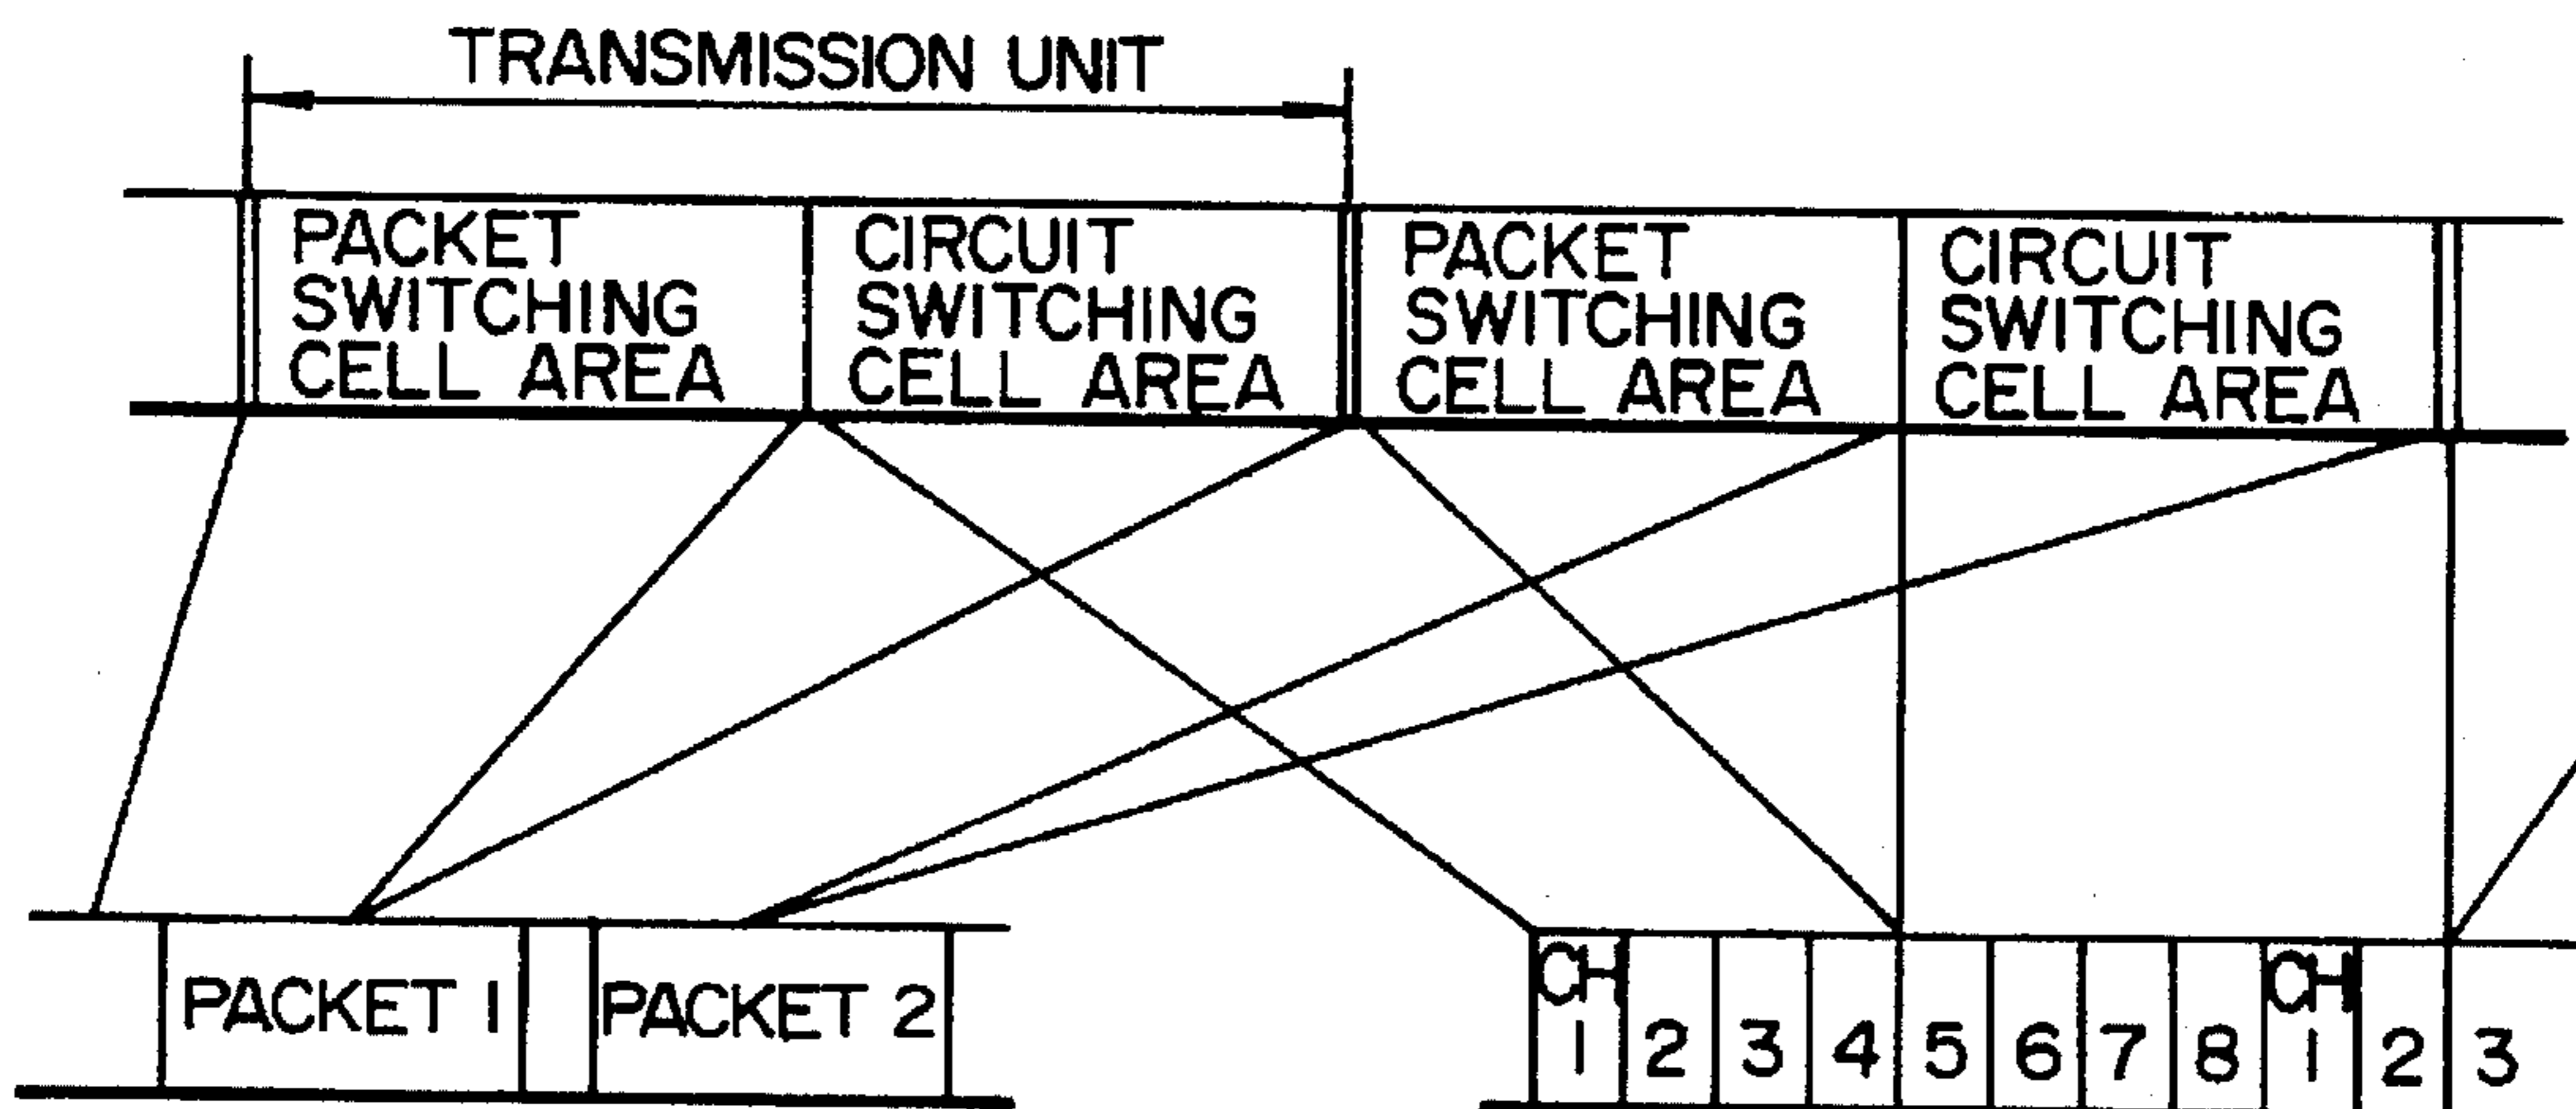 TRANSMISSION UNIT
PACKET
SWITCHING
CELL AREA
CIRCUIT
SWITCHING
CELL AREA
PACKET
SWITCHING
CELL AREA
CIRCUIT
SWITCHING
CELL AREA
PACKET 1
PACKET 2
CH
1 2 3 4 5 6 7 8
CH
1 2 3